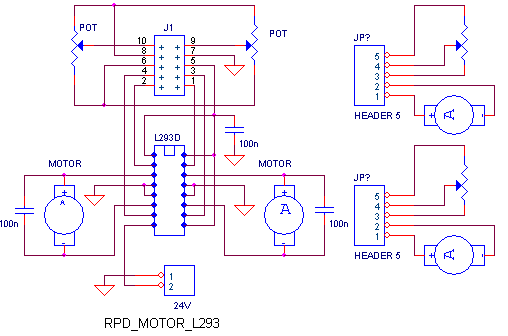 J1
POT
POT
10 9
8 7
6 5
4 3
2 1
L293D
100n
MOTOR
MOTOR
+ A -
+ A -
100n
100n
1
2
24V
RPD_MOTOR_L293
JP?
5
4
3
2
1
HEADER 5
+ A -
JP?
5
4
3
2
1
HEADER 5
+ A -